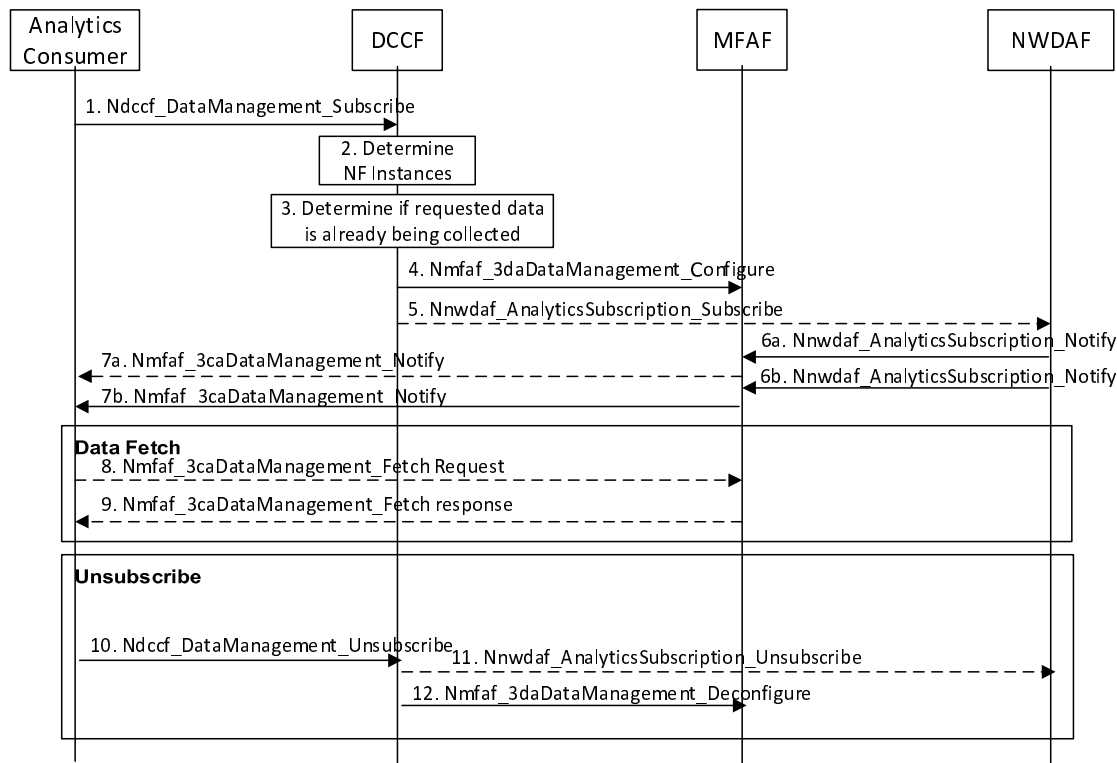 Analytics
Consumer
DCCF
MFAF
NWDAF
1. Ndccf_DataManagement_Subscribe
2. Determine
NF Instances
3. Determine if requested data
is already being collected
4. Nmfaf_3daDataManagement_Configure
5. Nnwdaf_AnalyticsSubscription_Subscribe
6a. Nnwdaf_AnalyticsSubscription_Notify
7a. Nmfaf_3caDataManagement_Notify
6b. Nnwdaf_AnalyticsSubscription_Notify
7b. Nmfaf_3caDataManagement_Notify
Data Fetch
8. Nmfaf_3caDataManagement_Fetch Request
9. Nmfaf_3caDataManagement_Fetch response
Unsubscribe
10. Ndccf_DataManagement_Unsubscribe
11. Nnwdaf_AnalyticsSubscription_Unsubscribe
12. Nmfaf_3daDataManagement_Deconfigure